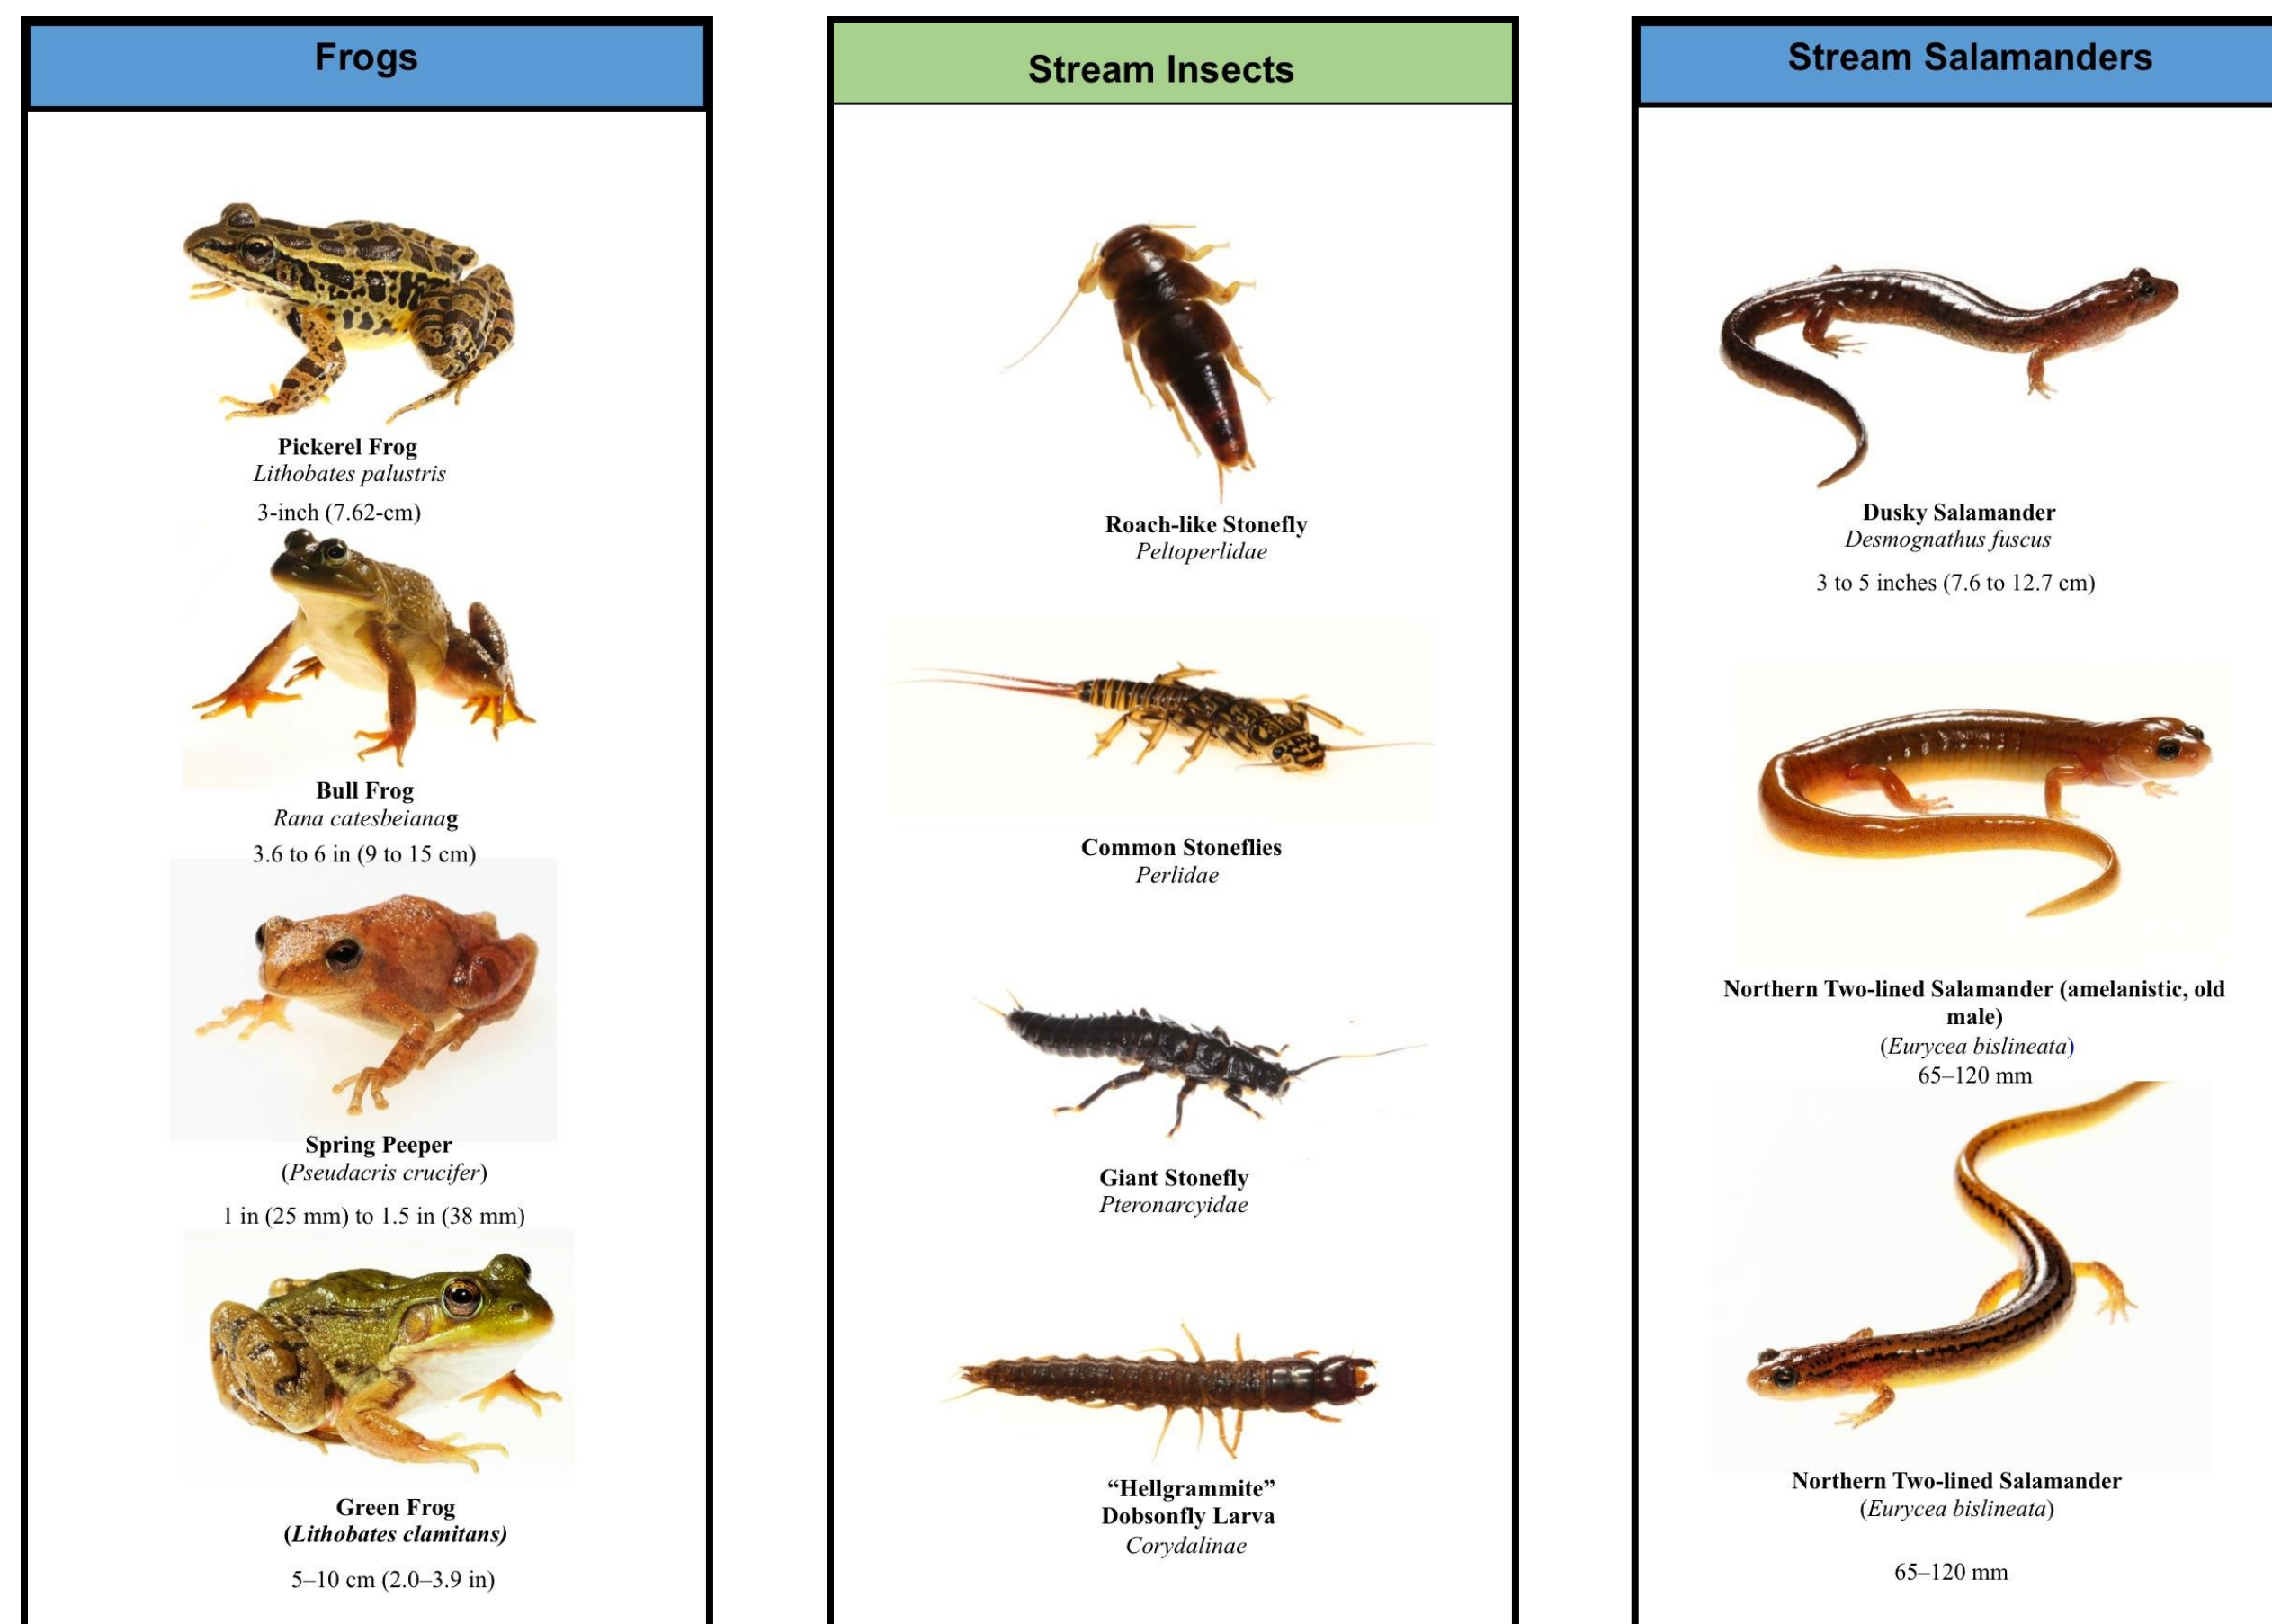 Frogs
Pickerel Frog
Lithobates palustris
3-inch (7.62-cm)
Bull Frog
Rana catesbeianag
3.6 to 6 in (9 to 15 cm)
Spring Peeper
(Pseudacris crucifer)
1 in (25 mm) to 1.5 in (38 mm)
Green Frog
(Lithobates clamitans)
5–10 cm (2.0–3.9 in)
Stream Insects
Roach-like Stonefly
Peltoperlidae
Common Stoneflies
Perlidae
Giant Stonefly
Pteronarcyidae
“Hellgrammite”
Dobsonfly Larva
Corydalinae
Stream Salamanders
Dusky Salamander
Desmognathus fuscus
3 to 5 inches (7.6 to 12.7 cm)
Northern Two-lined Salamander (amelanistic, old
male)
(Eurycea bislineata)
65–120 mm
Northern Two-lined Salamander
(Eurycea bislineata)
65–120 mm